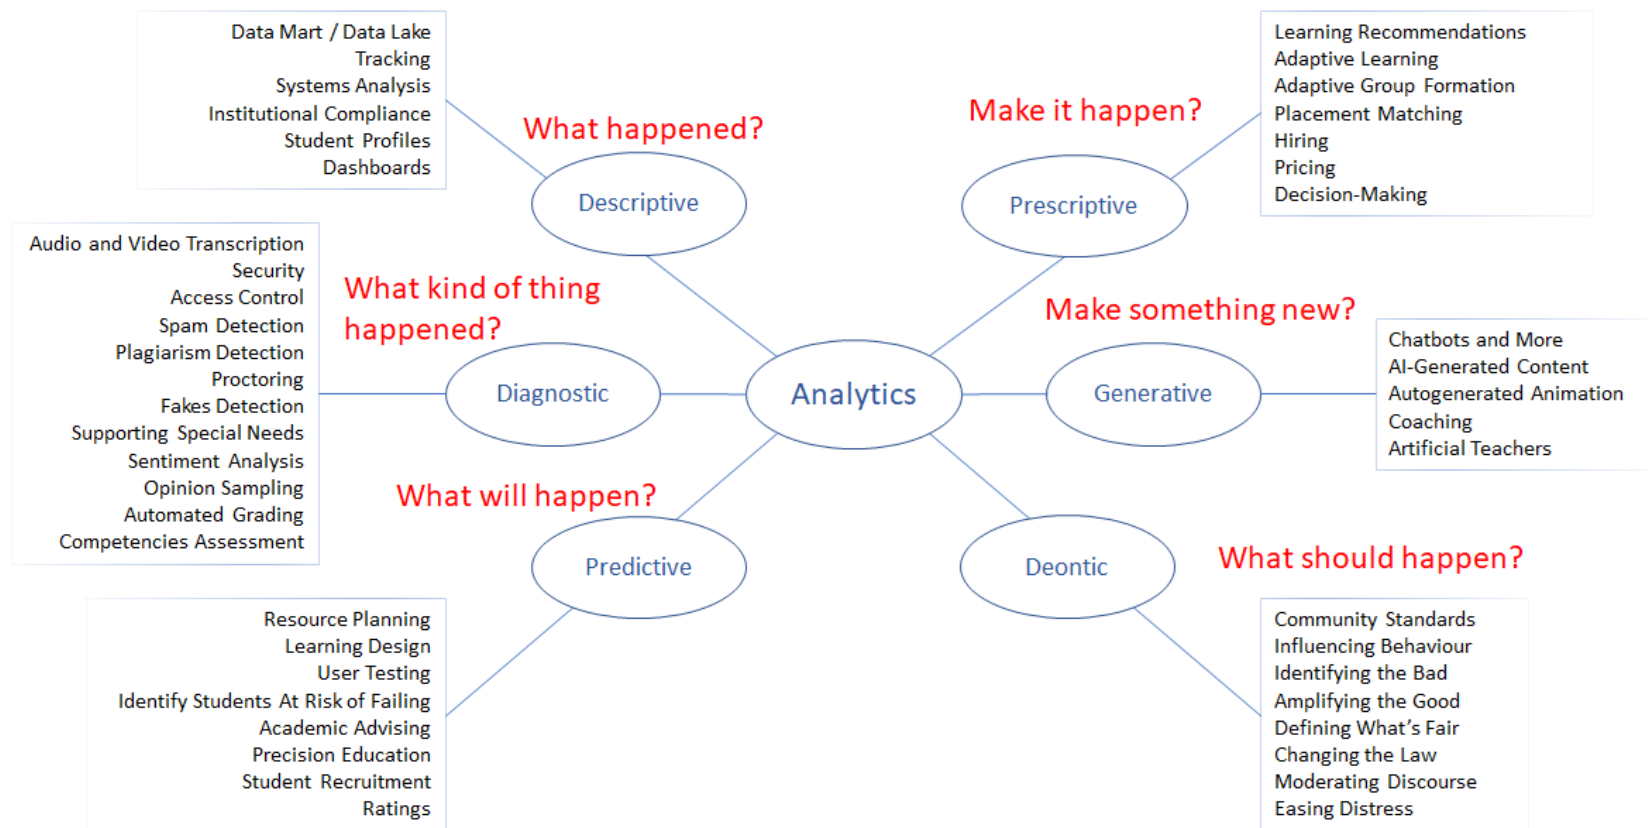 Data Mart / Data Lake
Tracking
Systems Analysis
Institutional Compliance
Student Profiles
Dashboards
What happened?
Descriptive
Audio and Video Transcription
Security
Access Control
Spam Detection
Plagiarism Detection
Proctoring
Fakes Detection
Supporting Special Needs
Sentiment Analysis
Opinion Sampling
Automated Grading
Competencies Assessment
What kind of thing
happened?
Diagnostic
What will happen?
Predictive
Resource Planning
Learning Design
User Testing
Identify Students At Risk of Failing
Academic Advising
Precision Education
Student Recruitment
Ratings
Analytics
Make it happen?
Prescriptive
Learning Recommendations
Adaptive Learning
Adaptive Group Formation
Placement Matching
Hiring
Pricing
Decision-Making
Make something new?
Generative
Chatbots and More
AI-Generated Content
Autogenerated Animation
Coaching
Artificial Teachers
Deontic
What should happen?
Community Standards
Influencing Behaviour
Identifying the Bad
Amplifying the Good
Defining What's Fair
Changing the Law
Moderating Discourse
Easing Distress